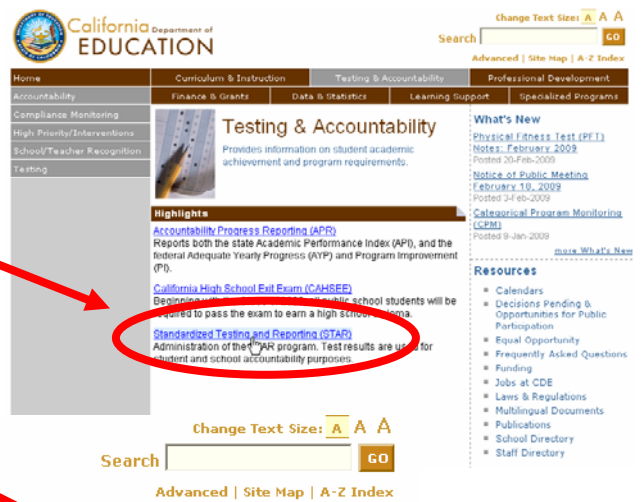 California Department of
EDUCATION
Change Text Size: A A A
Search GO
Advanced | Site Map | A-Z Index
Home Curriculum & Instruction Testing & Accountability Professional Development
Accountability Finance & Grants Data & Statistics Learning Support Specialized Programs
Compliance Monitoring
High Priority/Interventions
School/Teacher Recognition
Testing
Testing & Accountability
Provides information on student academic
achievement and program requirements.
Highlights
Accountability Progress Reporting (APR)
Reports both the state Academic Performance Index (API), and the
federal Adequate Yearly Progress (AYP) and Program Improvement
(PI).
California High School Exit Exam (CAHSEE)
Beginning with the public school students will be
required to pass the exam to earn a high school diploma.
Standardized Testing and Reporting (STAR)
Administration of the program. Test results are used for
student and school accountability purposes.
What's New
Physical Fitness Test (PFT)
Notes: February 2009
Posted 20-Feb-2009
Notice of Public Meeting
February 18, 2009
Posted 3-Feb-2009
Categorical Program Monitoring
(CPM)
Posted 9-Jan-2009
more What's New
Resources
Calendars
Decisions Pending &
Opportunities for Public
Participation
Equal Opportunity
Frequently Asked Questions
Funding
Jobs at CDE
Laws & Regulations
Multilingual Documents
Publications
School Directory
Staff Directory
Change Text Size: A A A
Search GO
Advanced | Site Map | A-Z Index